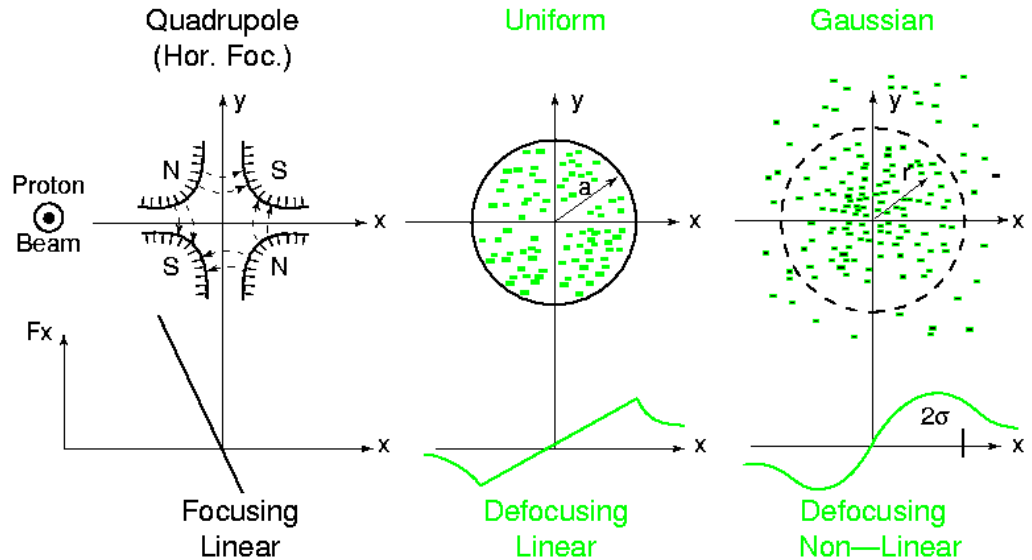 Quadrupole
(Hor. Foc.)
Uniform
Gaussian
y
N
S
Proton
Beam
x
S
N
y
a
x
y
r
x
Fx
x
Focusing
Linear
x
Defocusing
Linear
2σ
x
Defocusing
Non—Linear